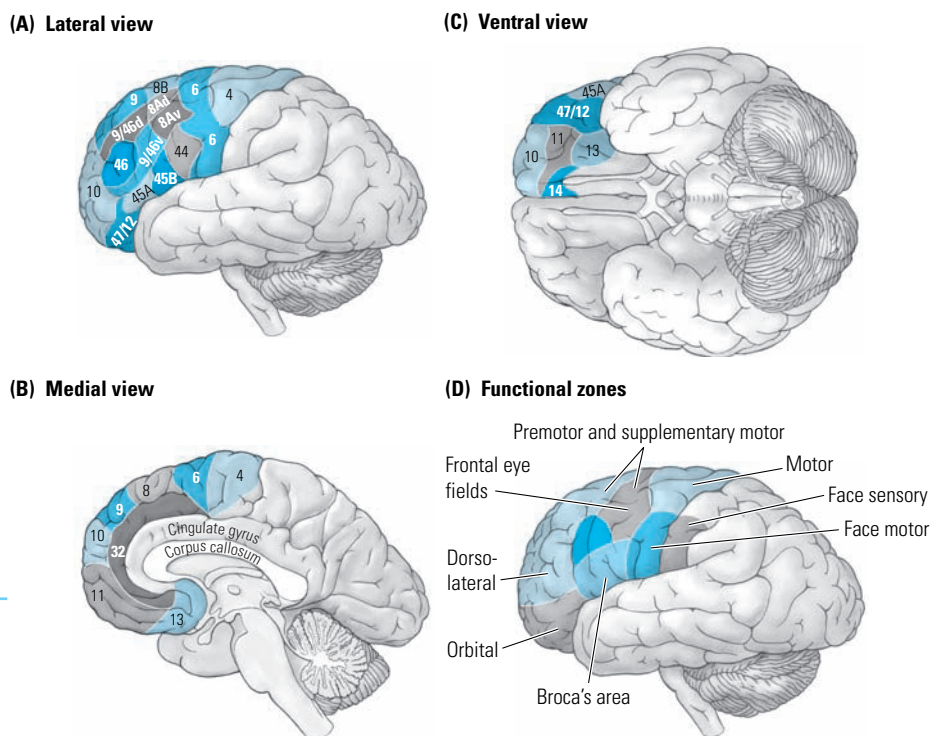 (A) Lateral view
8B
6
4
9
8Ad
8Av
9/46d
9/46v
44
6
46
45B
10
45A
47/12
(C) Ventral view
45A
47/12
11
10
13
14
(B) Medial view
8
6
4
9
10
32
Cingulate gyrus
Corpus callosum
11
13
(D) Functional zones
Premotor and supplementary motor
Frontal eye
fields
Motor
Face sensory
Face motor
Dorso-
lateral
Orbital
Broca's area